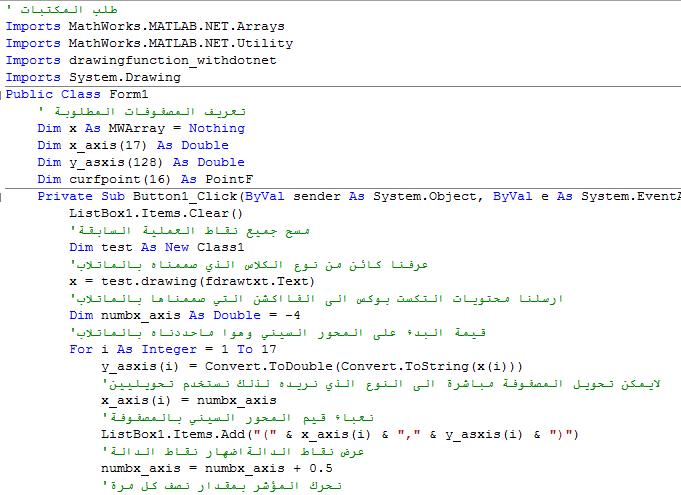 ' طلب المكتبات
Imports MathWorks.MATLAB.NET.Arrays
Imports MathWorks.MATLAB.NET.Utility
Imports drawingfunction_withdotnet
Imports System.Drawing
Public Class Form1
' تعريف المصفوفات المطلوبة
Dim x As MWArray = Nothing
Dim x_axis(17) As Double
Dim y_asxis(128) As Double
Dim curfpoint(16) As PointF
Private Sub Button1_Click(ByVal sender As System.Object, ByVal e As System.EventA
ListBox1.Items.Clear()
'مسح جميع نقاط العملية السابقة
Dim test As New Class1
'عرفنا كائن من نوع الكلاس الذي صممناه بالماتلاب
x = test.drawing(fdrawtxt.Text)
'ارسلنا محتويات التكست بوكس الى الفاكشن التي صممناها بالماتلاب
Dim numbx_axis As Double = -4
'قيمة البدء على المحور السيني وهوا ماحددناه بالماتلاب
For i As Integer = 1 To 17
y_asxis(i) = Convert.ToDouble(Convert.ToString(x(i)))
'لايمكن تحويل المصفوفة مباشرة الى النوع الذي نريده لذلك نستخدم تحويليين
x_axis(i) = numbx_axis
'نعباء قيم المحور السيني بالمصفوفة
ListBox1.Items.Add("(" & x_axis(i) & "," & y_asxis(i) & ")")
'عرض نقاط الدالة اضهار نقاط الدالة
numbx_axis = numbx_axis + 0.5
'نحرك المؤشر بمقدار نصف كل مرة